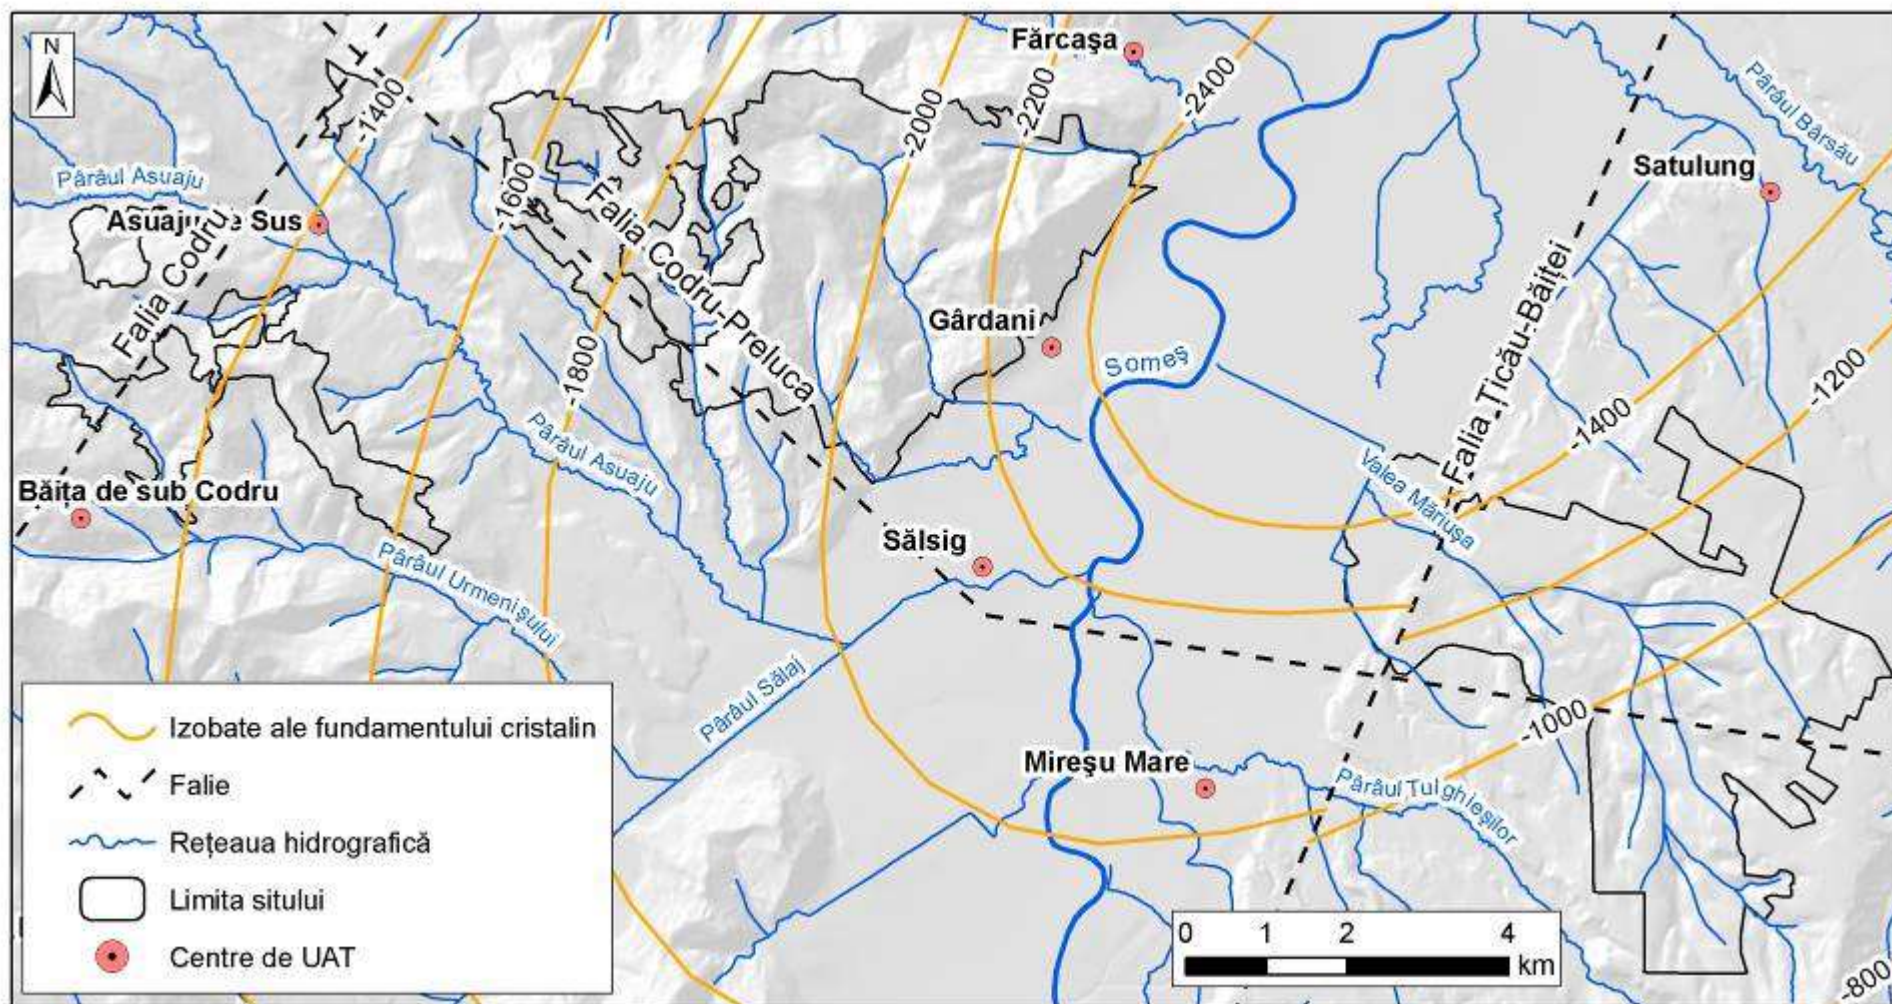 N
Fărcaşa
-1400
-2000
-2200
-2400
Pârâul Bârsău
Satulung
Pârâul Asuaju
Asuaju de Sus
-1600
Falia Codru
Falia Codru-Preluca
Gârdani
Someş
Falia Ţicău-Băiţei
-1800
-1200
-1400
Pârâul Asuaju
Valea Măriuşa
Băiţa de sub Codru
Sălsig
Pârâul Urmenişului
Pârâul Sălaj
-1000
Mireşu Mare
Pârâul Tulghieşilor
-800
Izobate ale fundamentului cristalin
Falie
Reţeaua hidrografică
Limita sitului
Centre de UAT
0 1 2 4
km